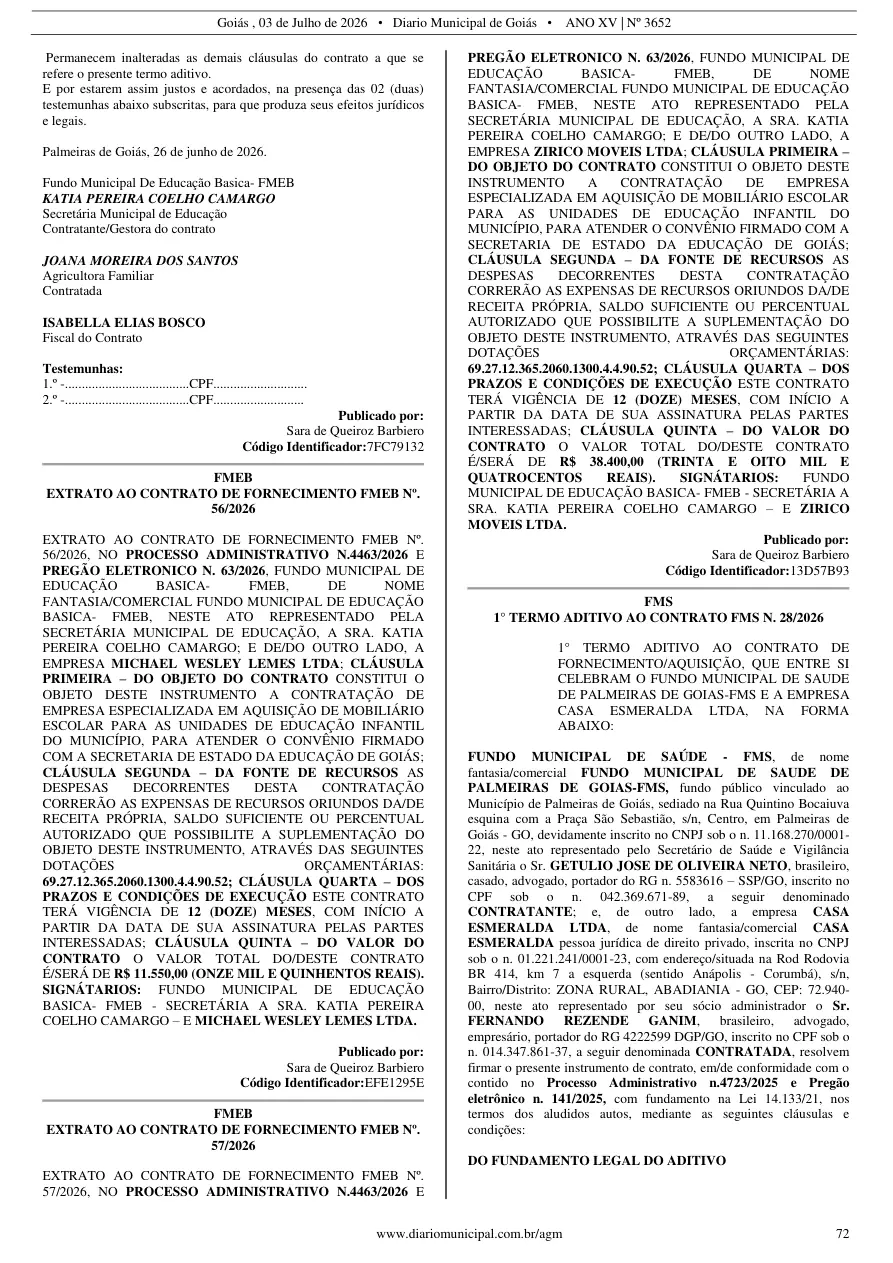 Goiás , 03 de Julho de 2026 • Diario Municipal de Goiás • ANO XV | Nº 3652
Permanecem inalteradas as demais cláusulas do contrato a que se
refere o presente termo aditivo.
E por estarem assim justos e acordados, na presença das 02 (duas)
testemunhas abaixo subscritas, para que produza seus efeitos jurídicos
e legais.
Palmeiras de Goiás, 26 de junho de 2026.
Fundo Municipal De Educação Basica- FMEB
KATIA PEREIRA COELHO CAMARGO
Secretária Municipal de Educação
Contratante/Gestora do contrato
JOANA MOREIRA DOS SANTOS
Agricultora Familiar
Contratada
ISABELLA ELIAS BOSCO
Fiscal do Contrato
Testemunhas:
1.º -.....................................CPF............................
2.º -.....................................CPF...........................
Publicado por:
Sara de Queiroz Barbiero
Código Identificador:7FC79132
FMEB
EXTRATO AO CONTRATO DE FORNECIMENTO FMEB Nº.
56/2026
EXTRATO AO CONTRATO DE FORNECIMENTO FMEB Nº.
56/2026, NO PROCESSO ADMINISTRATIVO N.4463/2026 E
PREGÃO ELETRONICO N. 63/2026, FUNDO MUNICIPAL DE
EDUCAÇÃO BASICA- FMEB, DE NOME
FANTASIA/COMERCIAL FUNDO MUNICIPAL DE EDUCAÇÃO
BASICA- FMEB, NESTE ATO REPRESENTADO PELA
SECRETÁRIA MUNICIPAL DE EDUCAÇÃO, A SRA. KATIA
PEREIRA COELHO CAMARGO; E DE/DO OUTRO LADO, A
EMPRESA MICHAEL WESLEY LEMES LTDA; CLÁUSULA
PRIMEIRA – DO OBJETO DO CONTRATO CONSTITUI O
OBJETO DESTE INSTRUMENTO A CONTRATAÇÃO DE
EMPRESA ESPECIALIZADA EM AQUISIÇÃO DE MOBILIÁRIO
ESCOLAR PARA AS UNIDADES DE EDUCAÇÃO INFANTIL
DO MUNICÍPIO, PARA ATENDER O CONVÊNIO FIRMADO
COM A SECRETARIA DE ESTADO DA EDUCAÇÃO DE GOIÁS;
CLÁUSULA SEGUNDA – DA FONTE DE RECURSOS AS
DESPESAS DECORRENTES DESTA CONTRATAÇÃO
CORRERÃO AS EXPENSAS DE RECURSOS ORIUNDOS DA/DE
RECEITA PRÓPRIA, SALDO SUFICIENTE OU PERCENTUAL
AUTORIZADO QUE POSSIBILITE A SUPLEMENTAÇÃO DO
OBJETO DESTE INSTRUMENTO, ATRAVÉS DAS SEGUINTES
DOTAÇÕES ORÇAMENTÁRIAS:
69.27.12.365.2060.1300.4.4.90.52; CLÁUSULA QUARTA – DOS
PRAZOS E CONDIÇÕES DE EXECUÇÃO ESTE CONTRATO
TERÁ VIGÊNCIA DE 12 (DOZE) MESES, COM INÍCIO A
PARTIR DA DATA DE SUA ASSINATURA PELAS PARTES
INTERESSADAS; CLÁUSULA QUINTA – DO VALOR DO
CONTRATO O VALOR TOTAL DO/DESTE CONTRATO
É/SERÁ DE R$ 11.550,00 (ONZE MIL E QUINHENTOS REAIS).
SIGNÁTARIOS: FUNDO MUNICIPAL DE EDUCAÇÃO
BASICA- FMEB - SECRETÁRIA A SRA. KATIA PEREIRA
COELHO CAMARGO – E MICHAEL WESLEY LEMES LTDA.
Publicado por:
Sara de Queiroz Barbiero
Código Identificador:EFE1295E
FMEB
EXTRATO AO CONTRATO DE FORNECIMENTO FMEB Nº.
57/2026
EXTRATO AO CONTRATO DE FORNECIMENTO FMEB Nº.
57/2026, NO PROCESSO ADMINISTRATIVO N.4463/2026 E
PREGÃO ELETRONICO N. 63/2026, FUNDO MUNICIPAL DE
EDUCAÇÃO BASICA- FMEB, DE NOME
FANTASIA/COMERCIAL FUNDO MUNICIPAL DE EDUCAÇÃO
BASICA- FMEB, NESTE ATO REPRESENTADO PELA
SECRETÁRIA MUNICIPAL DE EDUCAÇÃO, A SRA. KATIA
PEREIRA COELHO CAMARGO; E DE/DO OUTRO LADO, A
EMPRESA ZIRICO MOVEIS LTDA; CLÁUSULA PRIMEIRA –
DO OBJETO DO CONTRATO CONSTITUI O OBJETO DESTE
INSTRUMENTO A CONTRATAÇÃO DE EMPRESA
ESPECIALIZADA EM AQUISIÇÃO DE MOBILIÁRIO ESCOLAR
PARA AS UNIDADES DE EDUCAÇÃO INFANTIL DO
MUNICÍPIO, PARA ATENDER O CONVÊNIO FIRMADO COM A
SECRETARIA DE ESTADO DA EDUCAÇÃO DE GOIÁS;
CLÁUSULA SEGUNDA – DA FONTE DE RECURSOS AS
DESPESAS DECORRENTES DESTA CONTRATAÇÃO
CORRERÃO AS EXPENSAS DE RECURSOS ORIUNDOS DA/DE
RECEITA PRÓPRIA, SALDO SUFICIENTE OU PERCENTUAL
AUTORIZADO QUE POSSIBILITE A SUPLEMENTAÇÃO DO
OBJETO DESTE INSTRUMENTO, ATRAVÉS DAS SEGUINTES
DOTAÇÕES ORÇAMENTÁRIAS:
69.27.12.365.2060.1300.4.4.90.52; CLÁUSULA QUARTA – DOS
PRAZOS E CONDIÇÕES DE EXECUÇÃO ESTE CONTRATO
TERÁ VIGÊNCIA DE 12 (DOZE) MESES, COM INÍCIO A
PARTIR DA DATA DE SUA ASSINATURA PELAS PARTES
INTERESSADAS; CLÁUSULA QUINTA – DO VALOR DO
CONTRATO O VALOR TOTAL DO/DESTE CONTRATO
É/SERÁ DE R$ 38.400,00 (TRINTA E OITO MIL E
QUATROCENTOS REAIS). SIGNÁTARIOS: FUNDO
MUNICIPAL DE EDUCAÇÃO BASICA- FMEB - SECRETÁRIA A
SRA. KATIA PEREIRA COELHO CAMARGO – E ZIRICO
MOVEIS LTDA.
Publicado por:
Sara de Queiroz Barbiero
Código Identificador:13D57B93
FMS
1° TERMO ADITIVO AO CONTRATO FMS N. 28/2026
1° TERMO ADITIVO AO CONTRATO DE
FORNECIMENTO/AQUISIÇÃO, QUE ENTRE SI
CELEBRAM O FUNDO MUNICIPAL DE SAUDE
DE PALMEIRAS DE GOIAS-FMS E A EMPRESA
CASA ESMERALDA LTDA, NA FORMA
ABAIXO:
FUNDO MUNICIPAL DE SAÚDE - FMS, de nome
fantasia/comercial FUNDO MUNICIPAL DE SAUDE DE
PALMEIRAS DE GOIAS-FMS, fundo público vinculado ao
Município de Palmeiras de Goiás, sediado na Rua Quintino Bocaiuva
esquina com a Praça São Sebastião, s/n, Centro, em Palmeiras de
Goiás - GO, devidamente inscrito no CNPJ sob o n. 11.168.270/0001-
22, neste ato representado pelo Secretário de Saúde e Vigilância
Sanitária o Sr. GETULIO JOSE DE OLIVEIRA NETO, brasileiro,
casado, advogado, portador do RG n. 5583616 – SSP/GO, inscrito no
CPF sob o n. 042.369.671-89, a seguir denominado
CONTRATANTE; e, de outro lado, a empresa CASA
ESMERALDA LTDA, de nome fantasia/comercial CASA
ESMERALDA pessoa jurídica de direito privado, inscrita no CNPJ
sob o n. 01.221.241/0001-23, com endereço/situada na Rod Rodovia
BR 414, km 7 a esquerda (sentido Anápolis - Corumbá), s/n,
Bairro/Distrito: ZONA RURAL, ABADIANIA - GO, CEP: 72.940-
00, neste ato representado por seu sócio administrador o Sr.
FERNANDO REZENDE GANIM, brasileiro, advogado,
empresário, portador do RG 4222599 DGP/GO, inscrito no CPF sob o
n. 014.347.861-37, a seguir denominada CONTRATADA, resolvem
firmar o presente instrumento de contrato, em/de conformidade com o
contido no Processo Administrativo n.4723/2025 e Pregão
eletrônico n. 141/2025, com fundamento na Lei 14.133/21, nos
termos dos aludidos autos, mediante as seguintes cláusulas e
condições:
DO FUNDAMENTO LEGAL DO ADITIVO
www.diariomunicipal.com.br/agm 72